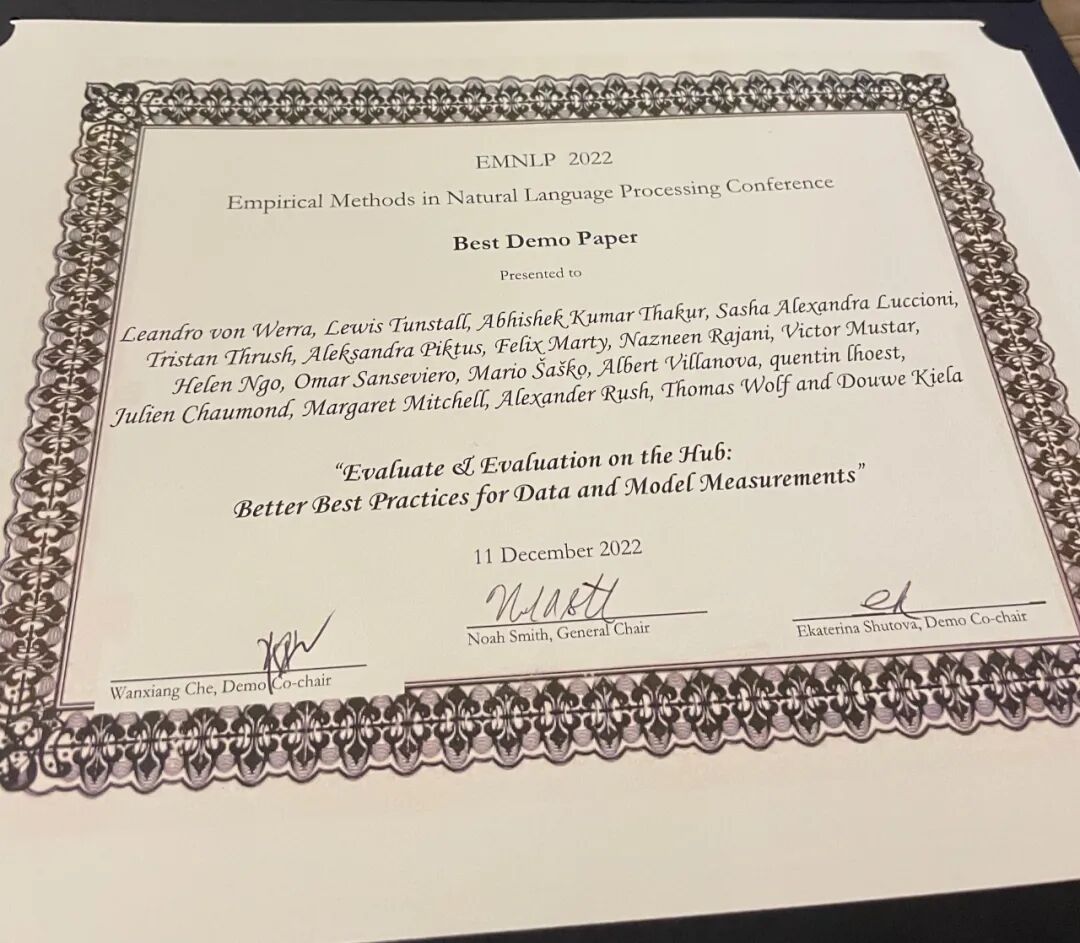 EMNLP 2022
Empirical Methods in Natural Language Processing Conference
Best Demo Paper
Presented to
Leandro von Werra, Lewis Tunstall, Abhishek Kumar Thakur, Sasha Alexandra Luccioni,
Tristan Thrush, Aleksandra Piktus, Felix Marty, Nazneen Rajani, Victor Mustar,
Helen Ngo, Omar Sanseviero, Mario Šaško, Albert Villanova, quentin lhoest,
Julien Chaumond, Margaret Mitchell, Alexander Rush, Thomas Wolf and Douwe Kiela
“Evaluate & Evaluation on the Hub:
Better Best Practices for Data and Model Measurements”
11 December 2022
Noah Smith, General Chair
Ekaterina Shutova, Demo Co-chair
Wanxiang Che, Demo Co-chair